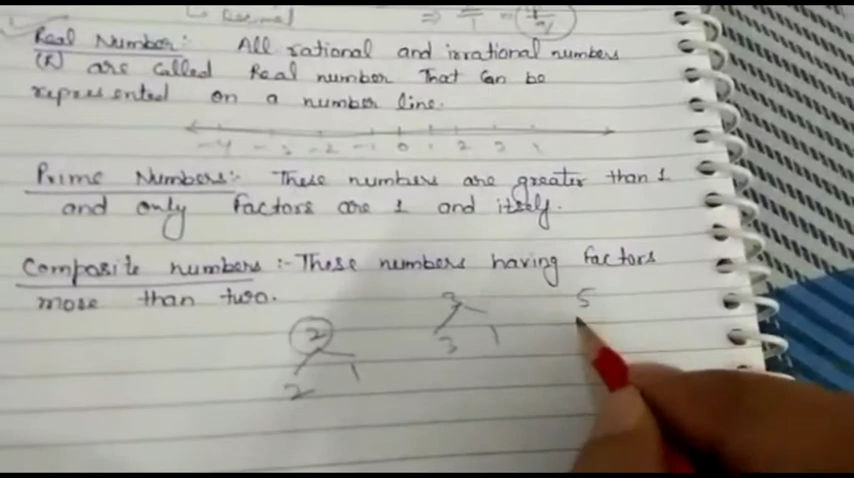 Real Number:- All rational and irrational numbers
(R) are called Real number That can be
represented on a number line.
-4 -3 -2 -1 0 1 2 3
Prime Numbers:- These numbers are greater than 1
and only factors are 1 and itself.
Composite numbers :- These numbers having factors
more than two.
2 3 5
2 1 3 1